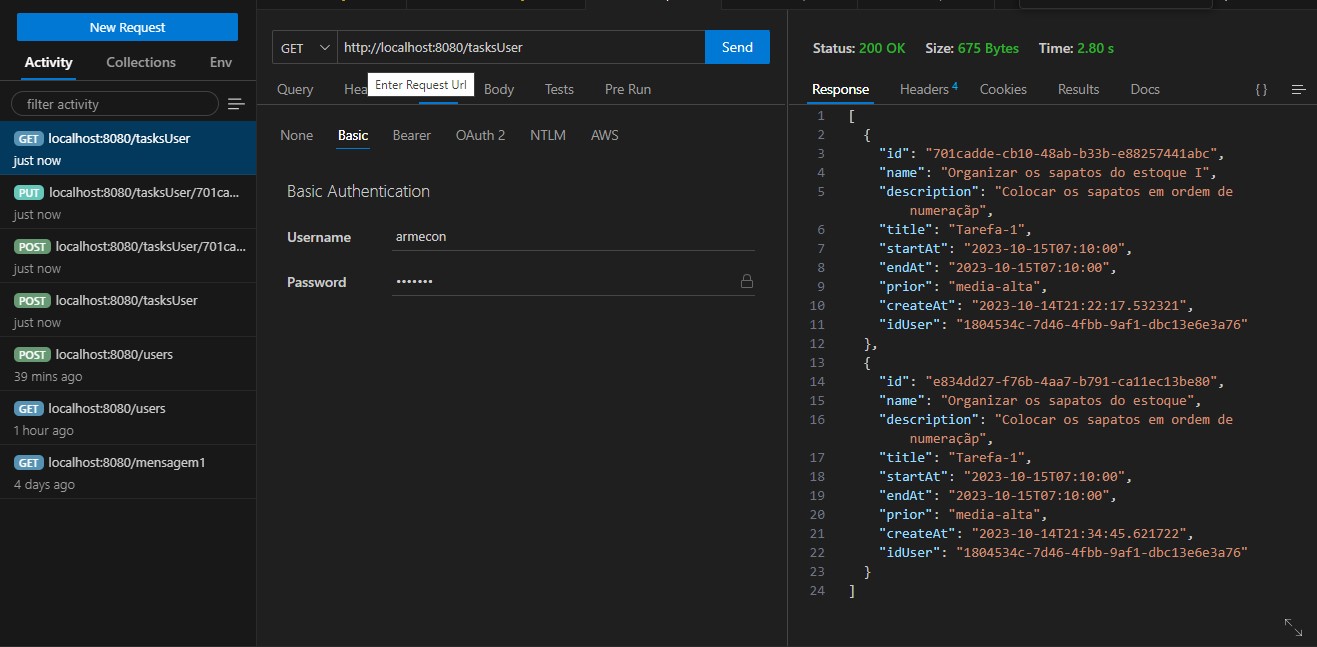 New Request
Activity Collections Env
filter activity
GET localhost:8080/tasksUser
just now
PUT localhost:8080/tasksUser/701ca...
just now
POST localhost:8080/tasksUser/701ca...
just now
POST localhost:8080/tasksUser
just now
POST localhost:8080/users
39 mins ago
GET localhost:8080/users
1 hour ago
GET localhost:8080/mensagem1
4 days ago
GET http://localhost:8080/tasksUser Send
Enter Request Url
Query Hea Body Tests Pre Run
None Basic Bearer OAuth 2 NTLM AWS
Basic Authentication
Username armecon
Password •••••••
Status: 200 OK Size: 675 Bytes Time: 2.80 s
Response Headers 4 Cookies Results Docs { }
1 [
2 {
3 "id": "701cadde-cb10-48ab-b33b-e88257441abc",
4 "name": "Organizar os sapatos do estoque I",
5 "description": "Colocar os sapatos em ordem de
numeraçãp",
6 "title": "Tarefa-1",
7 "startAt": "2023-10-15T07:10:00",
8 "endAt": "2023-10-15T07:10:00",
9 "prior": "media-alta",
10 "createAt": "2023-10-14T21:22:17.532321",
11 "idUser": "1804534c-7d46-4fbb-9af1-dbc13e6e3a76"
12 },
13 {
14 "id": "e834dd27-f76b-4aa7-b791-ca11ec13be80",
15 "name": "Organizar os sapatos do estoque",
16 "description": "Colocar os sapatos em ordem de
numeraçãp",
17 "title": "Tarefa-1",
18 "startAt": "2023-10-15T07:10:00",
19 "endAt": "2023-10-15T07:10:00",
20 "prior": "media-alta",
21 "createAt": "2023-10-14T21:34:45.621722",
22 "idUser": "1804534c-7d46-4fbb-9af1-dbc13e6e3a76"
23 }
24 ]